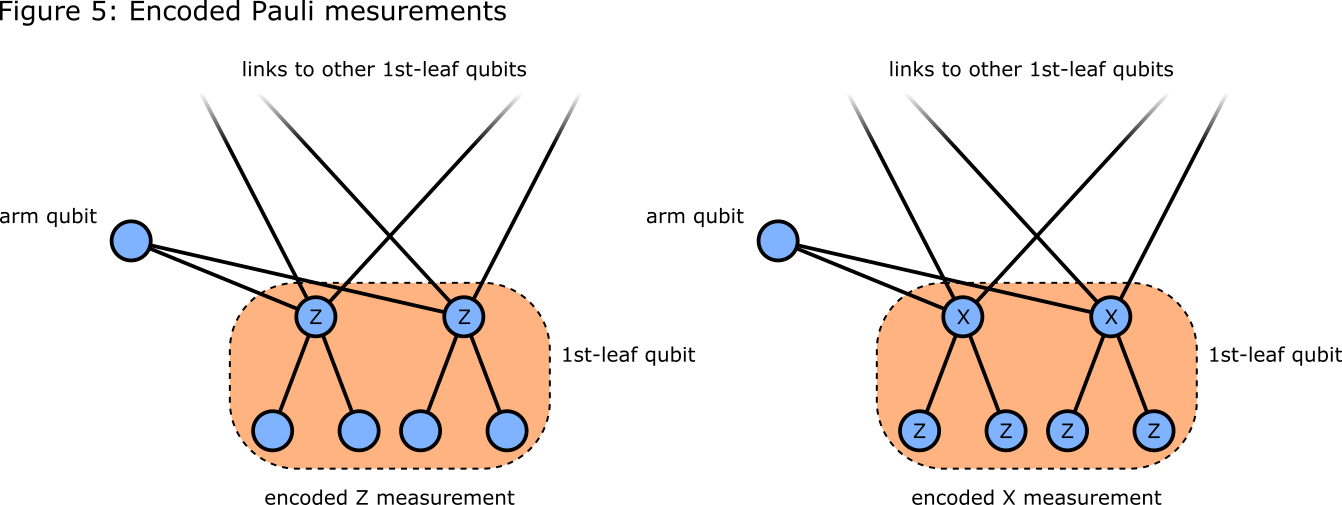 Figure 5: Encoded Pauli mesurements
links to other 1st-leaf qubits
links to other 1st-leaf qubits
arm qubit
arm qubit
Z Z
X X
1st-leaf qubit
1st-leaf qubit
Z Z Z Z
encoded Z measurement
encoded X measurement